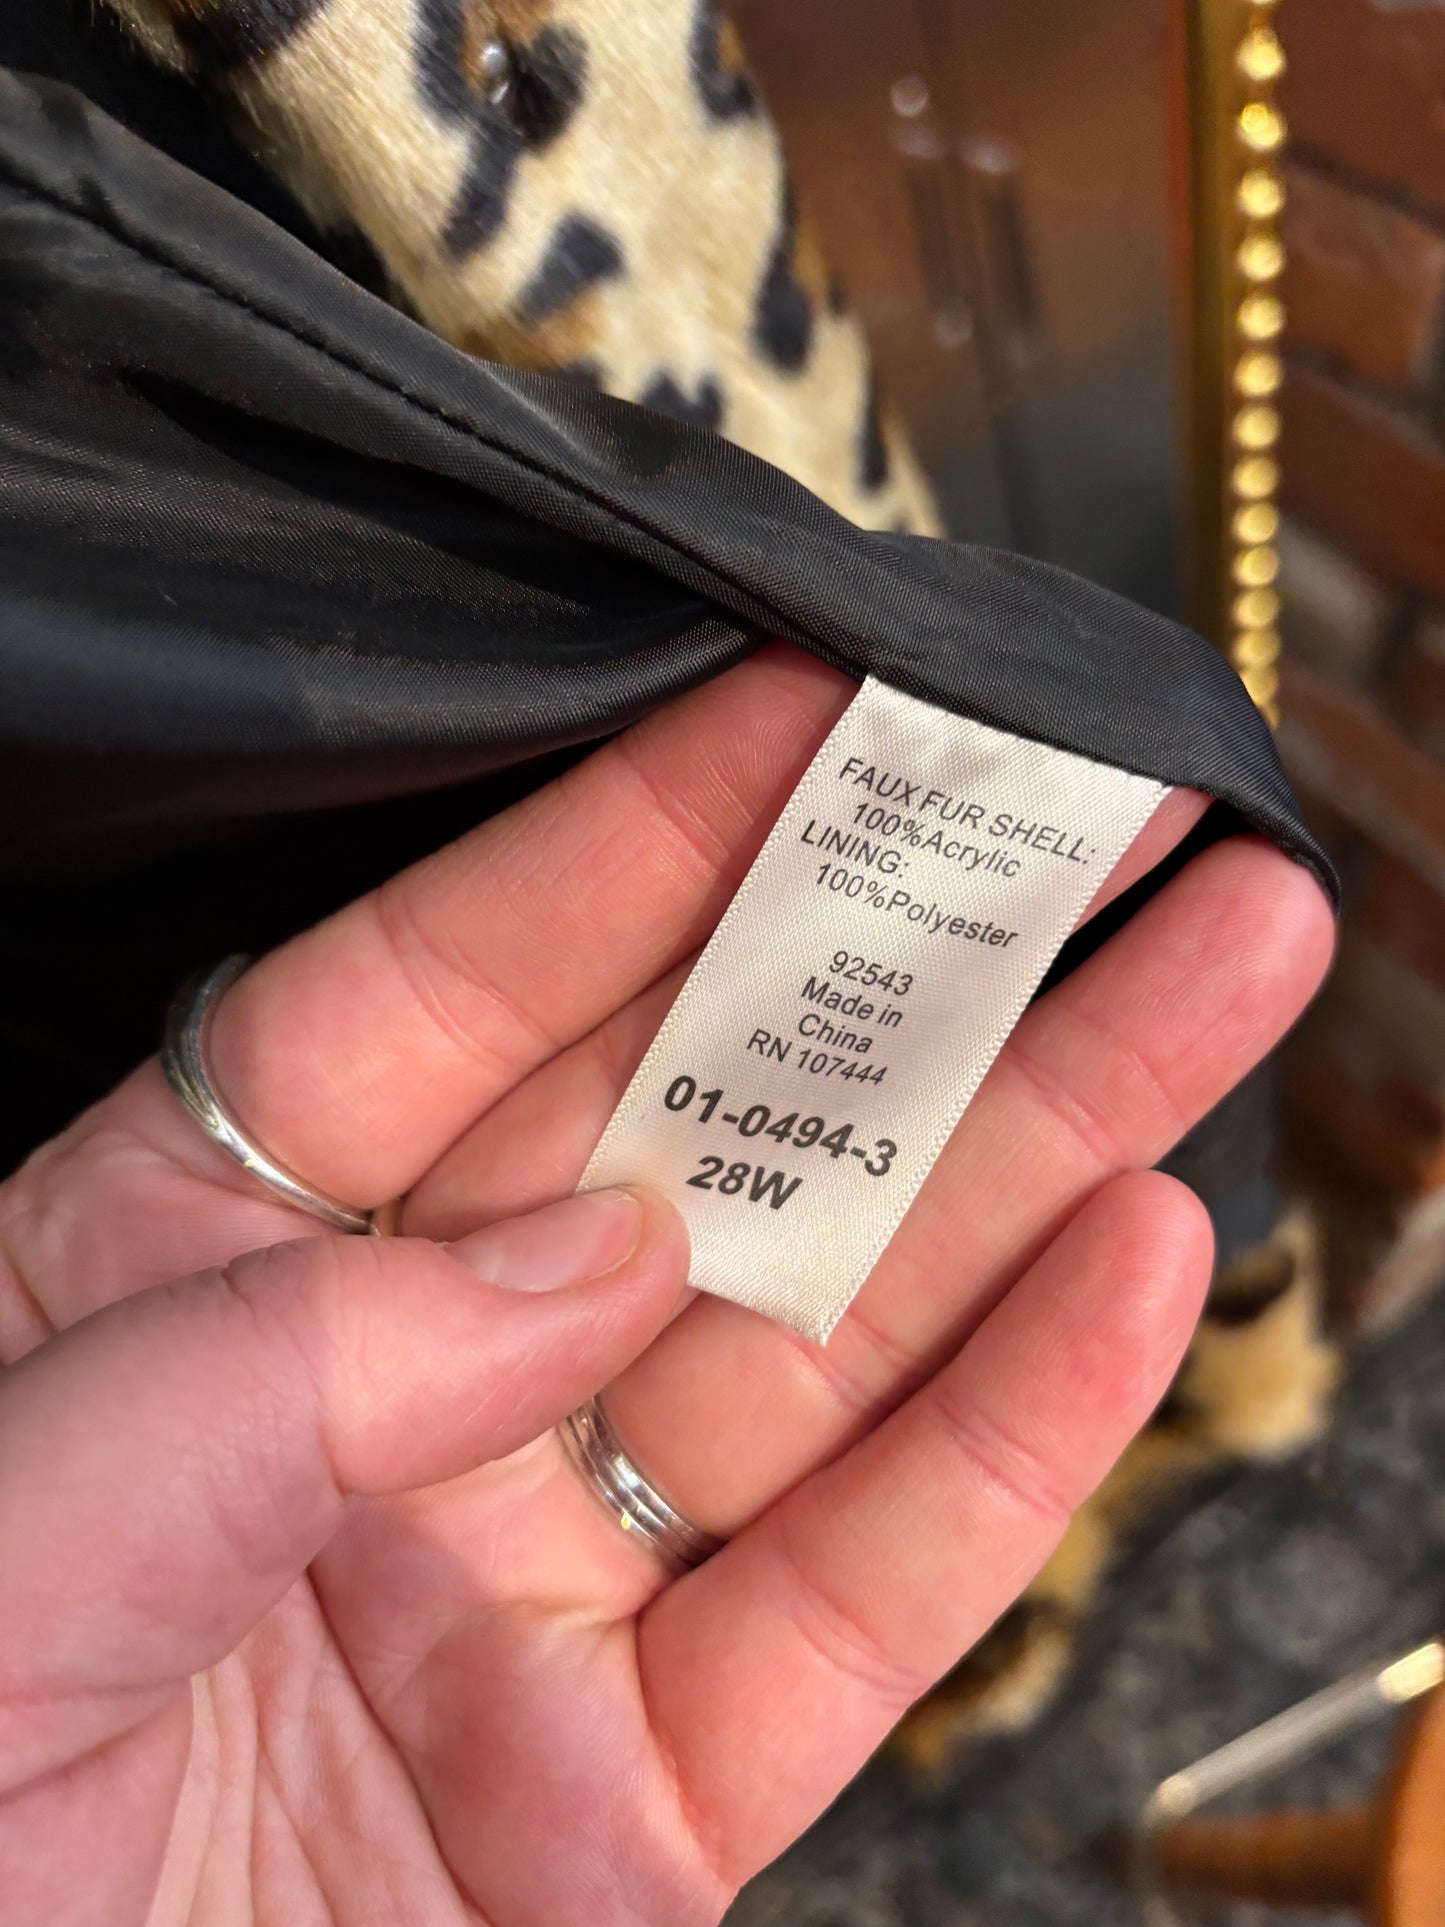 FAUX FUR SHELL:
100%Acrylic
LINING:
100%Polyester
92543
Made in
China
RN 107444
01-0494-3
28W